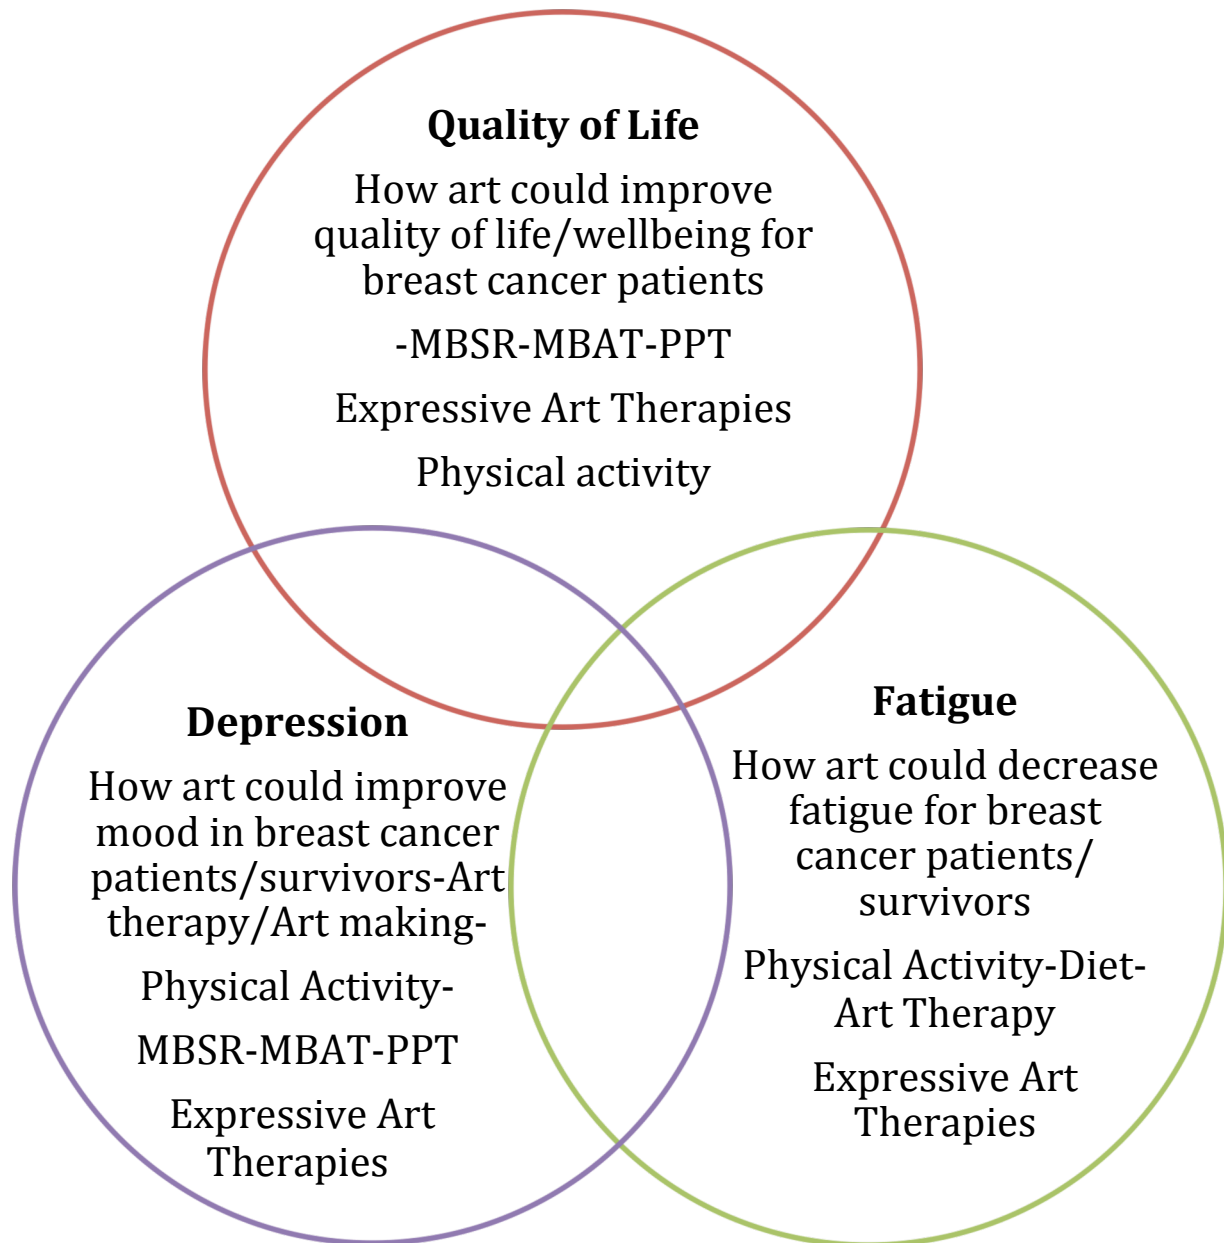 Quality of Life
How art could improve
quality of life/wellbeing for
breast cancer patients
-MBSR-MBAT-PPT
Expressive Art Therapies
Physical activity
Depression
How art could improve
mood in breast cancer
patients/survivors-Art
therapy/Art making-
Physical Activity-
MBSR-MBAT-PPT
Expressive Art
Therapies
Fatigue
How art could decrease
fatigue for breast
cancer patients/
survivors
Physical Activity-Diet-
Art Therapy
Expressive Art
Therapies